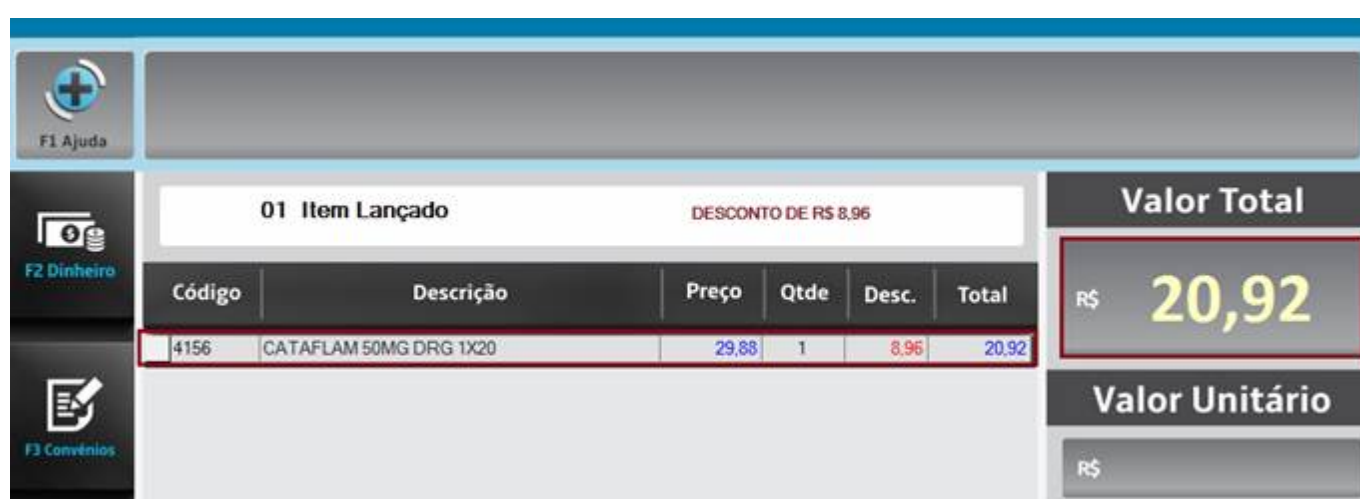 F1 Ajuda
01 Item Lançado DESCONTO DE R$ 8,96
Valor Total
F2 Dinheiro
Código Descrição Preço Qtde Desc. Total
R$ 20,92
4156 CATAFLAM 50MG DRG 1X20 29,88 1 8,96 20,92
Valor Unitário
F3 Convênios
R$